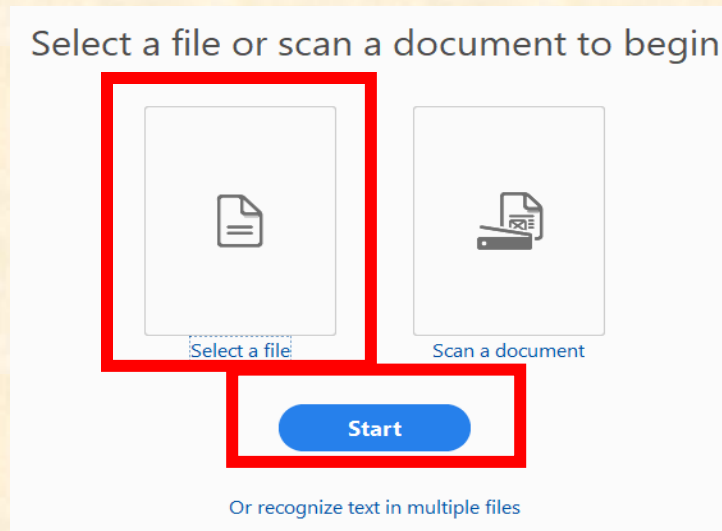 Select a file or scan a document to begin
Select a file
Scan a document
Start
Or recognize text in multiple files